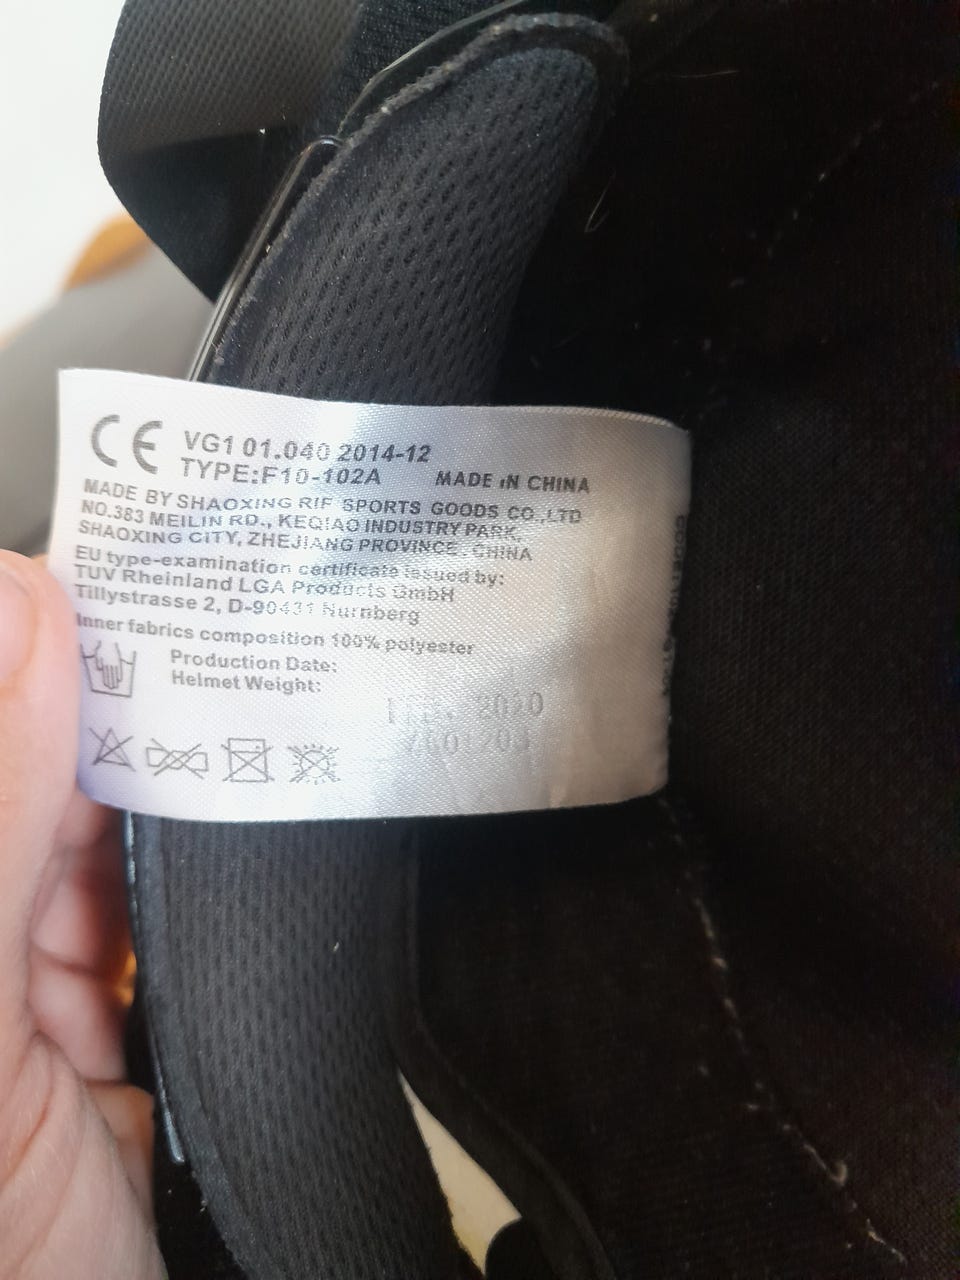 CE
VG1 01.040 2014-12
TYPE:F10-102A MADE IN CHINA
MADE BY SHAOXING RIF SPORTS GOODS CO.,LTD
NO.383 MEILIN RD., KEQIAO INDUSTRY PARK,
SHAOXING CITY, ZHEJIANG PROVINCE, CHINA
EU type-examination certificate issued by:
TUV Rheinland LGA Products GmbH
Tillystrasse 2, D-90431 Nurnberg
Inner fabrics composition 100% polyester
Production Date:
Helmet Weight: